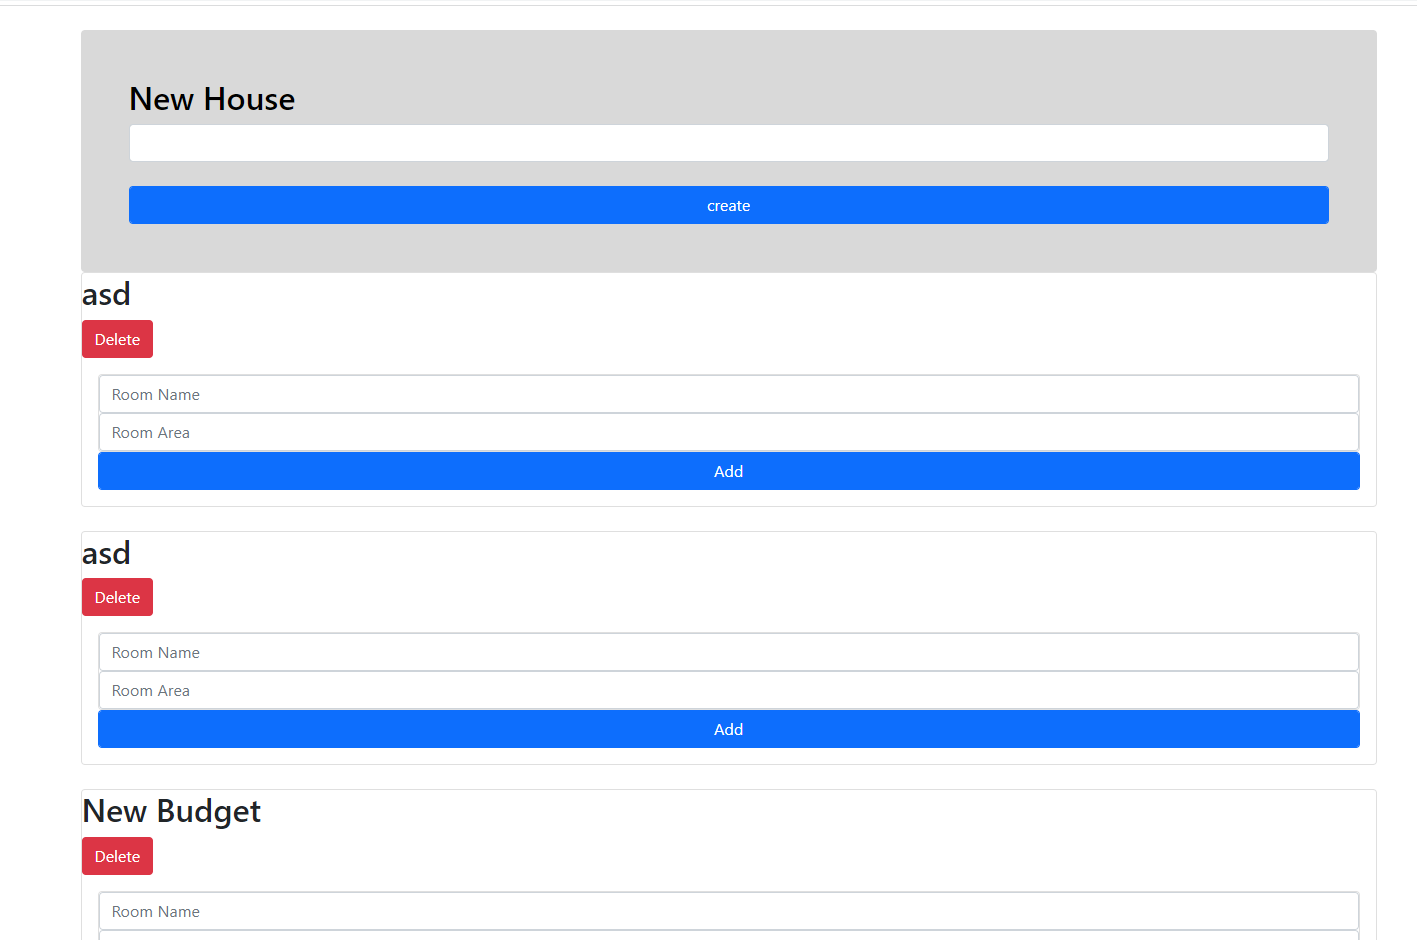 New House
create
asd
Delete
Room Name
Room Area
Add
asd
Delete
Room Name
Room Area
Add
New Budget
Delete
Room Name